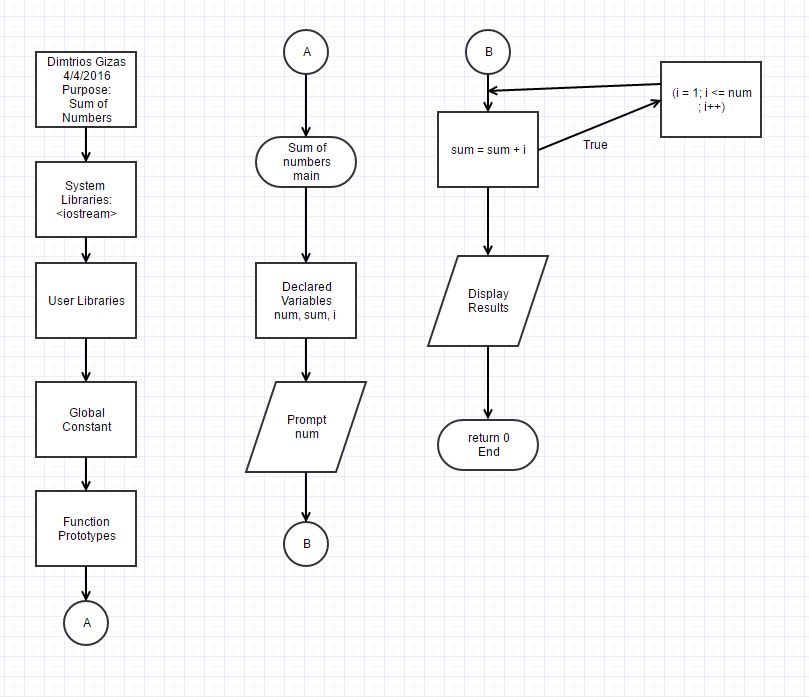 Dimtrios Gizas
4/4/2016
Purpose:
Sum of
Numbers
System
Libraries:
<iostream>
User Libraries
Global
Constant
Function
Prototypes
A
A
Sum of
numbers
main
Declared
Variables
num, sum, i
Prompt
num
B
B
(i = 1; i <= num
; i++)
sum = sum + i
True
Display
Results
return 0
End